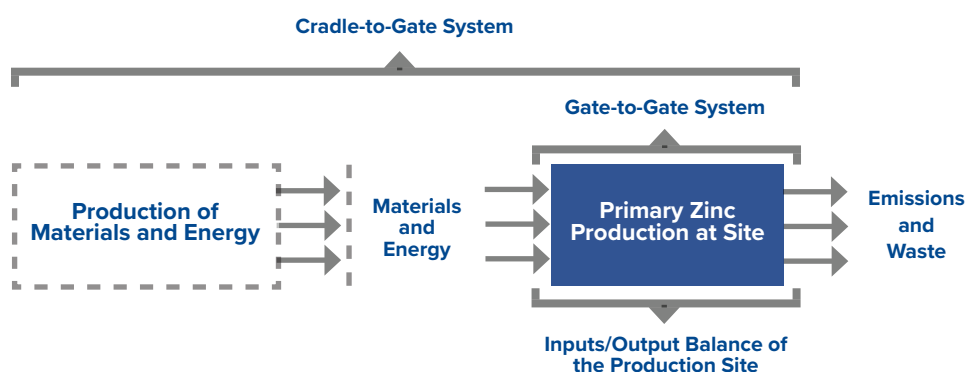 Cradle-to-Gate System
Gate-to-Gate System
Production of
Materials and Energy
Materials
and
Energy
Primary Zinc
Production at Site
Emissions
and
Waste
Inputs/Output Balance of
the Production Site